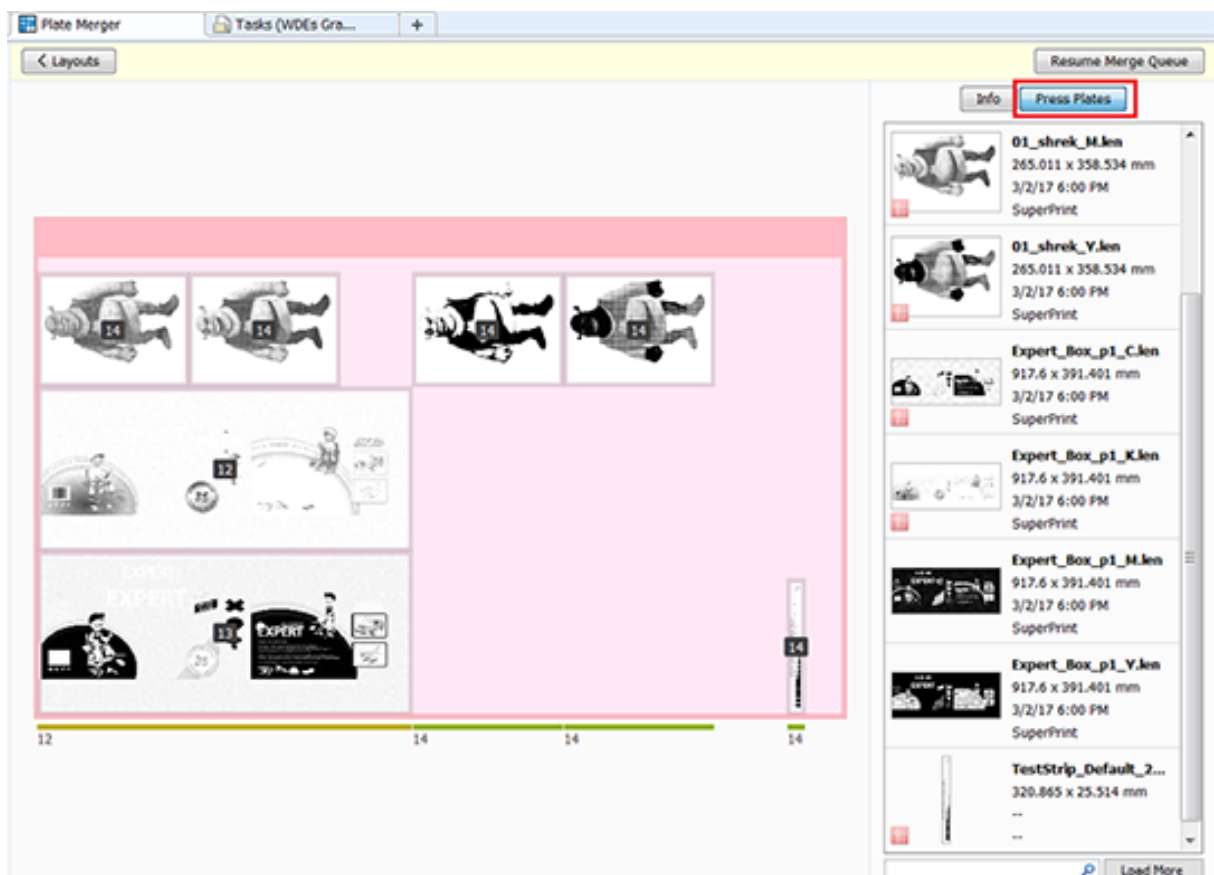 Plate Merger
Tasks (WDEs Gra...
+
< Layouts
Resume Merge Queue
Info
Press Plates
01_shrek_M.len
265.011 x 358.534 mm
3/2/17 6:00 PM
SuperPrint
01_shrek_Y.len
265.011 x 358.534 mm
3/2/17 6:00 PM
SuperPrint
Expert_Box_p1_C.len
917.6 x 391.401 mm
3/2/17 6:00 PM
SuperPrint
Expert_Box_p1_K.len
917.6 x 391.401 mm
3/2/17 6:00 PM
SuperPrint
Expert_Box_p1_M.len
917.6 x 391.401 mm
3/2/17 6:00 PM
SuperPrint
Expert_Box_p1_Y.len
917.6 x 391.401 mm
3/2/17 6:00 PM
SuperPrint
TestStrip_Default_2...
320.865 x 25.514 mm
--
--
Load More
14
14
14
14
12
25
EXPERT
EXPERT
13
25
EXPERT
14
12
14
14
14